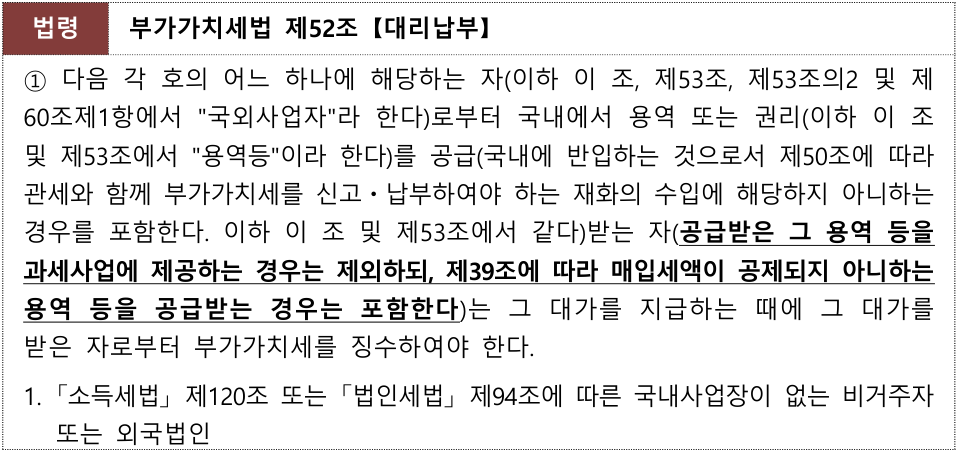 법령 부가가치세법 제52조【대리납부】
① 다음 각 호의 어느 하나에 해당하는 자(이하 이 조, 제53조, 제53조의2 및 제
60조제1항에서 "국외사업자"라 한다)로부터 국내에서 용역 또는 권리(이하 이 조
및 제53조에서 "용역등"이라 한다)를 공급(국내에 반입하는 것으로서 제50조에 따라
관세와 함께 부가가치세를 신고·납부하여야 하는 재화의 수입에 해당하지 아니하는
경우를 포함한다. 이하 이 조 및 제53조에서 같다)받는 자(공급받은 그 용역 등을
과세사업에 제공하는 경우는 제외하되, 제39조에 따라 매입세액이 공제되지 아니하는
용역 등을 공급받는 경우는 포함한다)는 그 대가를 지급하는 때에 그 대가를
받은 자로부터 부가가치세를 징수하여야 한다.
1. 「소득세법」 제120조 또는 「법인세법」 제94조에 따른 국내사업장이 없는 비거주자
또는 외국법인